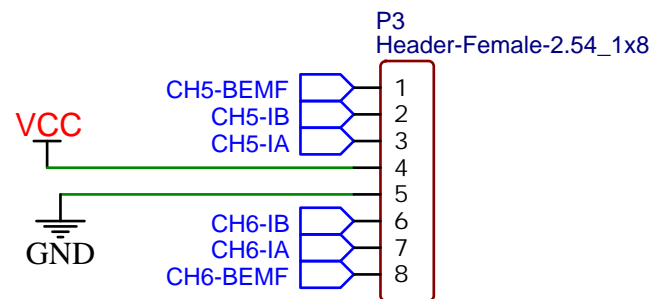 P3
Header-Female-2.54_1x8
CH5-BEMF 1
CH5-IB 2
CH5-IA 3
VCC
4
5
GND
CH6-IB 6
CH6-IA 7
CH6-BEMF 8